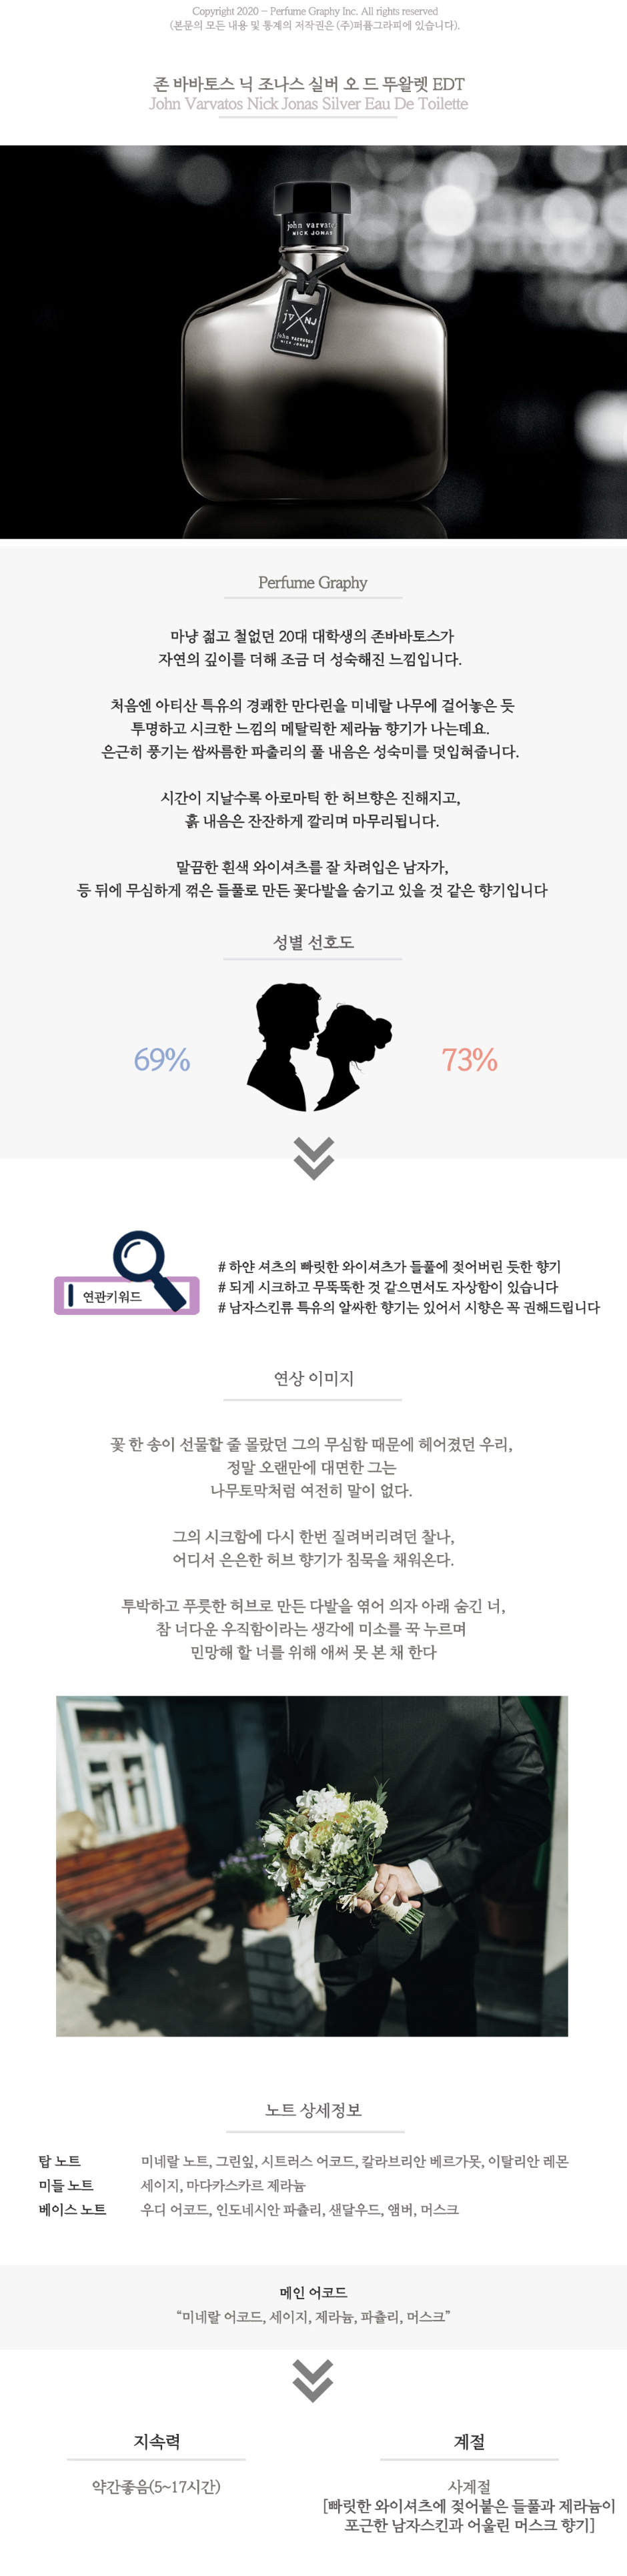 Copyright 2020 - Perfume Graphy Inc. All rights reserved
(본문의 모든 내용 및 통계의 저작권은 (주)퍼퓸그라피에 있습니다).
존 바바토스 닉 조나스 실버 오 드 뚜왈렛 EDT
John Varvatos Nick Jonas Silver Eau De Toilette
john varvato
NICK JONAS
JV NJ
john varvatos
NICK JONAS
Perfume Graphy
마냥 젊고 철없던 20대 대학생의 존바바토스가
자연의 깊이를 더해 조금 더 성숙해진 느낌입니다.
처음엔 아티산 특유의 경쾌한 만다린을 미네랄 나무에 걸어놓은 듯
투명하고 시크한 느낌의 메탈릭한 제라늄 향기가 나는데요.
은근히 풍기는 쌉싸름한 파출리의 풀 내음은 성숙미를 덧입혀줍니다.
시간이 지날수록 아로마틱 한 허브향은 진해지고,
흙 내음은 잔잔하게 깔리며 마무리됩니다.
말끔한 흰색 와이셔츠를 잘 차려입은 남자가,
등 뒤에 무심하게 꺾은 들풀로 만든 꽃다발을 숨기고 있을 것 같은 향기입니다
성별 선호도
69%
73%
연관키워드
# 하얀 셔츠의 빠릿한 와이셔츠가 들풀에 젖어버린 듯한 향기
# 되게 시크하고 무뚝뚝한 것 같으면서도 자상함이 있습니다
# 남자스킨류 특유의 알싸한 향기는 있어서 시향은 꼭 권해드립니다
연상 이미지
꽃 한 송이 선물할 줄 몰랐던 그의 무심함 때문에 헤어졌던 우리,
정말 오랜만에 대면한 그는
나무토막처럼 여전히 말이 없다.
그의 시크함에 다시 한번 질려버리려던 찰나,
어디서 은은한 허브 향기가 침묵을 채워온다.
투박하고 푸릇한 허브로 만든 다발을 엮어 의자 아래 숨긴 너,
참 너다운 우직함이라는 생각에 미소를 꾹 누르며
민망해 할 너를 위해 애써 못 본 채 한다
노트 상세정보
탑 노트 미네랄 노트, 그린잎, 시트러스 어코드, 칼라브리안 베르가못, 이탈리안 레몬
미들 노트 세이지, 마다카스카르 제라늄
베이스 노트 우디 어코드, 인도네시안 파츌리, 샌달우드, 앰버, 머스크
메인 어코드
“미네랄 어코드, 세이지, 제라늄, 파츌리, 머스크”
지속력
약간좋음(5~17시간)
계절
사계절
[빠릿한 와이셔츠에 젖어붙은 들풀과 제라늄이
포근한 남자스킨과 어울린 머스크 향기]